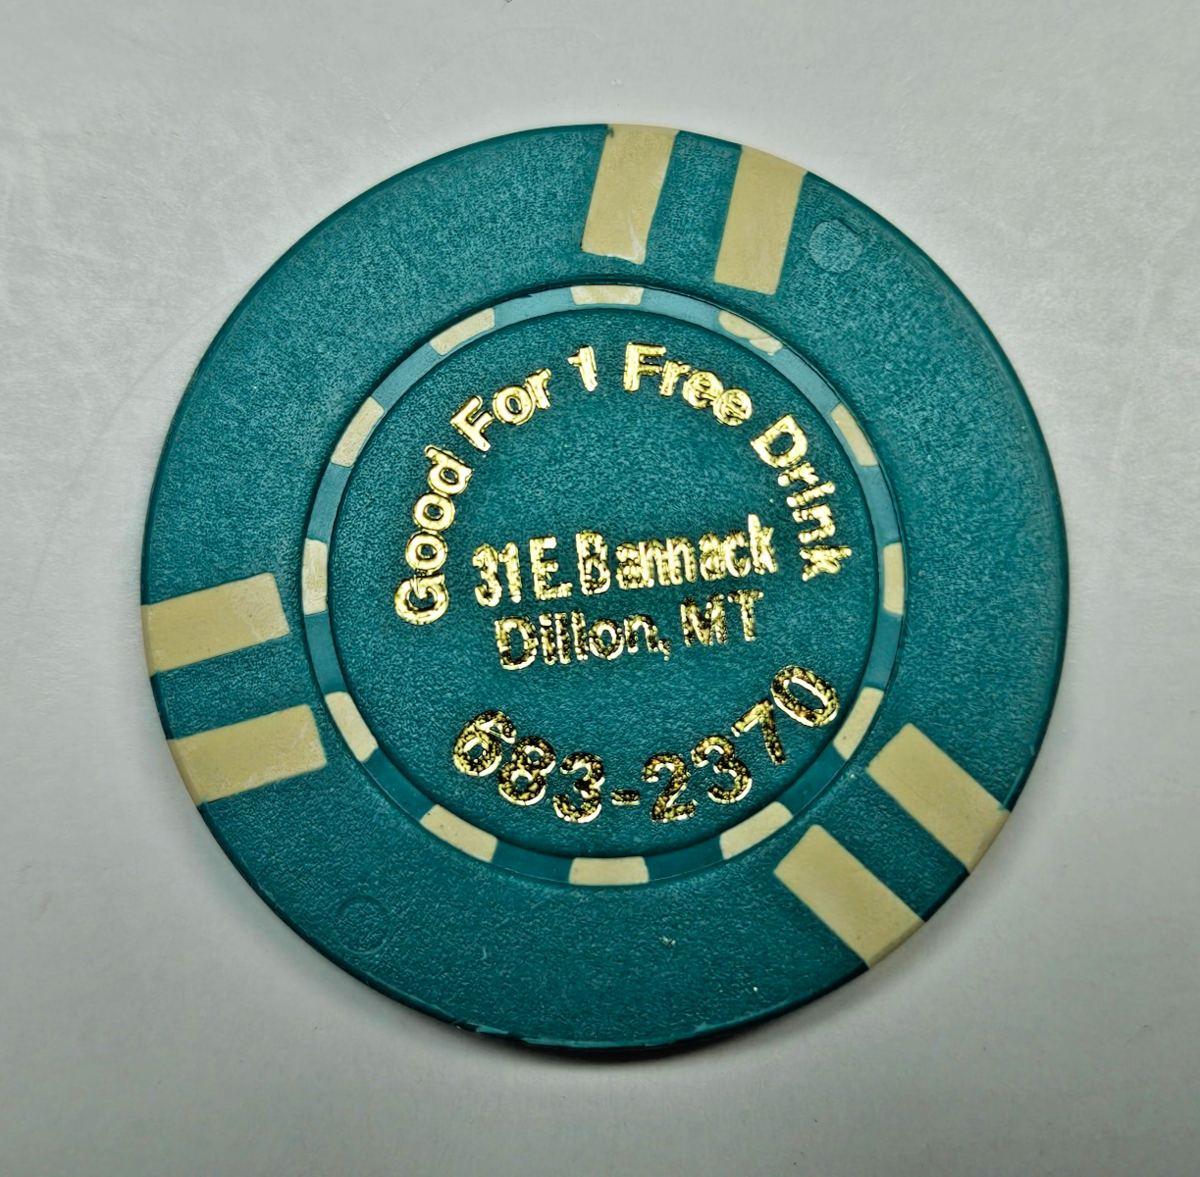 Good For 1 Free Drink
31 E. Bannack
Dillon, MT
683-2370